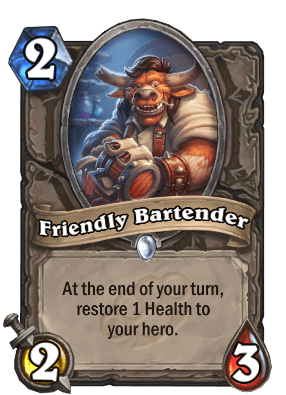 2
Friendly Bartender
At the end of your turn,
restore 1 Health to
your hero.
2
3